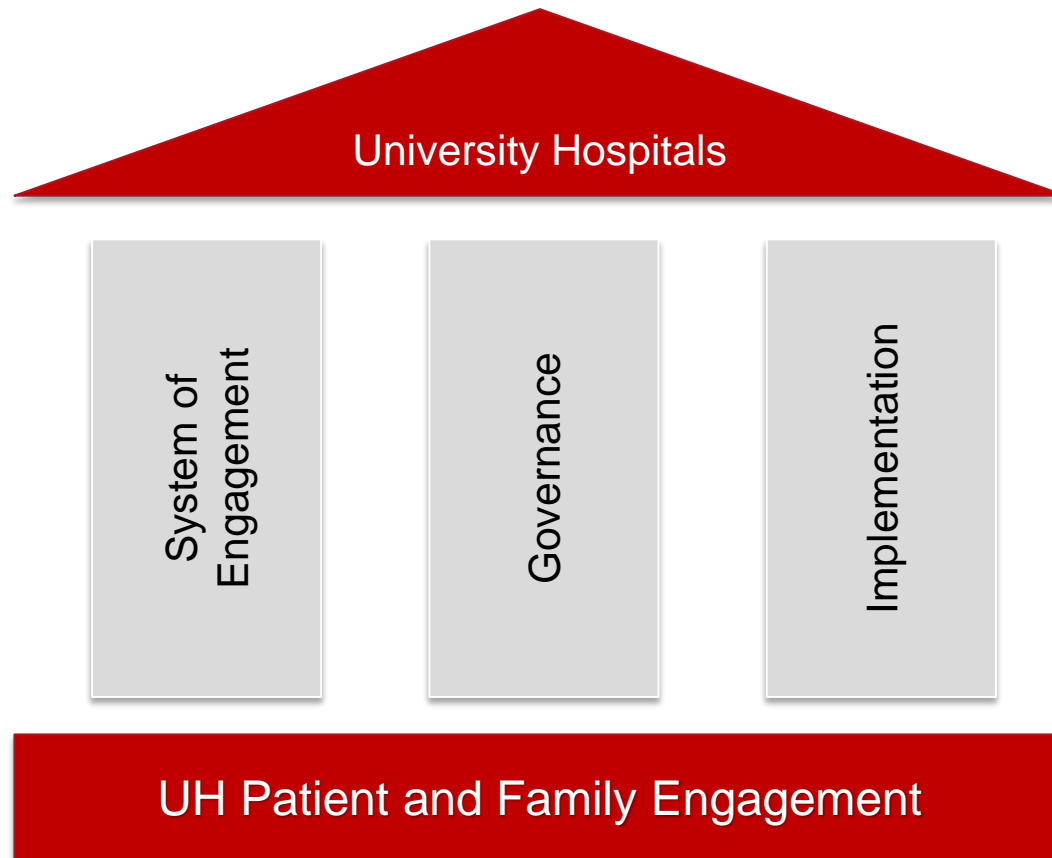 University Hospitals
System of
Engagement
Governance
Implementation
UH Patient and Family Engagement